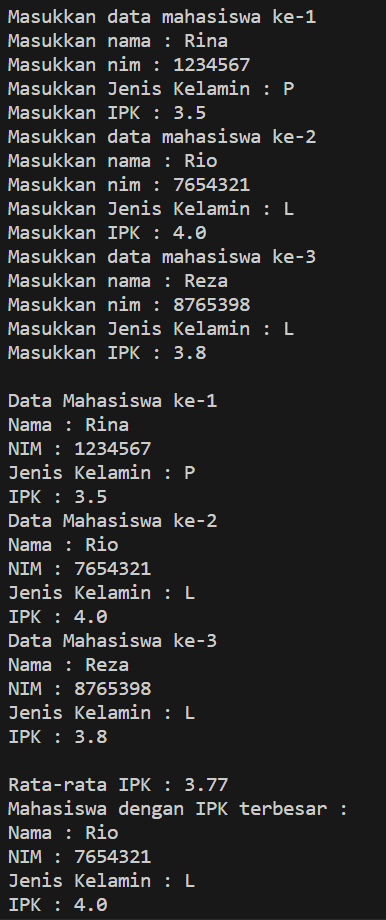 Masukkan data mahasiswa ke-1
Masukkan nama : Rina
Masukkan nim : 1234567
Masukkan Jenis Kelamin : P
Masukkan IPK : 3.5
Masukkan data mahasiswa ke-2
Masukkan nama : Rio
Masukkan nim : 7654321
Masukkan Jenis Kelamin : L
Masukkan IPK : 4.0
Masukkan data mahasiswa ke-3
Masukkan nama : Reza
Masukkan nim : 8765398
Masukkan Jenis Kelamin : L
Masukkan IPK : 3.8

Data Mahasiswa ke-1
Nama : Rina
NIM : 1234567
Jenis Kelamin : P
IPK : 3.5
Data Mahasiswa ke-2
Nama : Rio
NIM : 7654321
Jenis Kelamin : L
IPK : 4.0
Data Mahasiswa ke-3
Nama : Reza
NIM : 8765398
Jenis Kelamin : L
IPK : 3.8

Rata-rata IPK : 3.77
Mahasiswa dengan IPK terbesar :
Nama : Rio
NIM : 7654321
Jenis Kelamin : L
IPK : 4.0